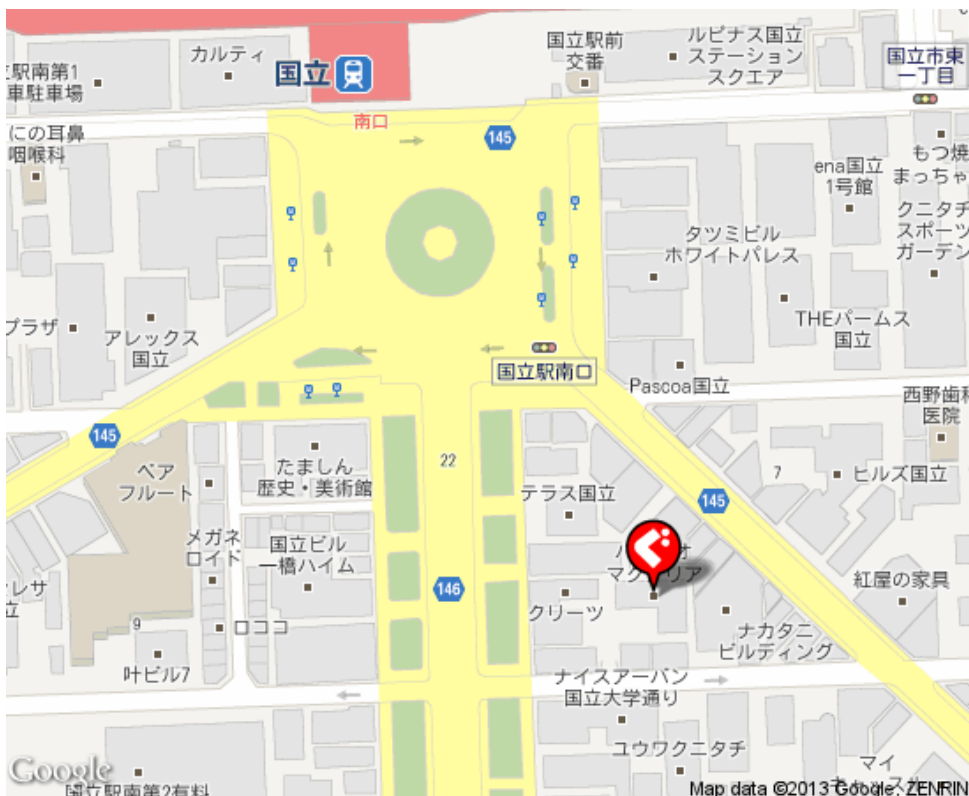 カルティ
国立
ルピナス国立
ステーション
スクエア
国立駅前
交番
国立市東
一丁目
駅南第1
車駐車場
南口
145
にの耳鼻
咽喉科
ena国立
1号館
もつ焼
まっちゃ
クニタチ
スポーツ
ガーデン
タツミビル
ホワイトパレス
プラザ
アレックス
国立
THEパームス
国立
国立駅南口
Pascoa国立
西野歯科
医院
145
22
たましん
歴史・美術館
ペア
フルート
7
ヒルズ国立
テラス国立
145
メガネ
ロイド
国立ビル
一橋ハイム
146
クリーツ
紅屋の家具
9
ロココ
ナカタニ
ビルディング
叶ビル7
ナイスアーバン
国立大学通り
ユウワクニタチ
マイ
Google
国立駅南第2有料
Map data ©2013 Google, ZENRIN